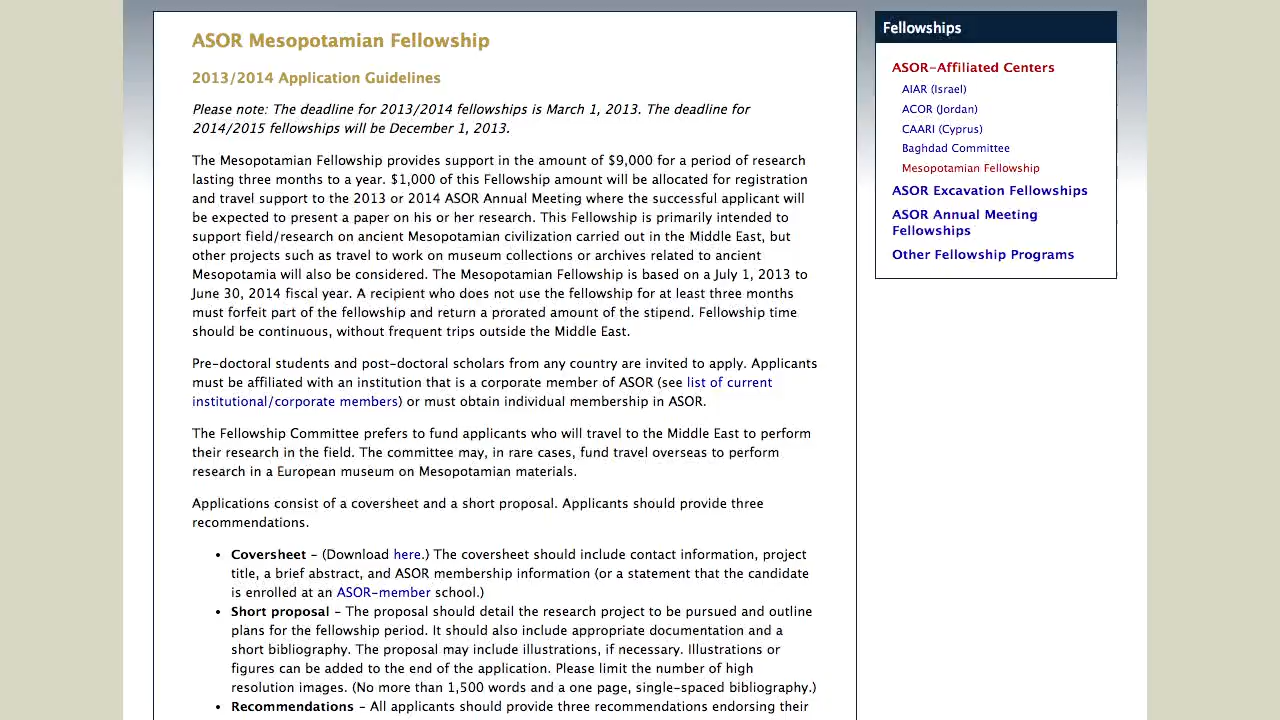 ASOR Mesopotamian Fellowship
2013/2014 Application Guidelines
Please note: The deadline for 2013/2014 fellowships is March 1, 2013. The deadline for
2014/2015 fellowships will be December 1, 2013.
The Mesopotamian Fellowship provides support in the amount of $9,000 for a period of research
lasting three months to a year. $1,000 of this Fellowship amount will be allocated for registration
and travel support to the 2013 or 2014 ASOR Annual Meeting where the successful applicant will
be expected to present a paper on his or her research. This Fellowship is primarily intended to
support field/research on ancient Mesopotamian civilization carried out in the Middle East, but
other projects such as travel to work on museum collections or archives related to ancient
Mesopotamia will also be considered. The Mesopotamian Fellowship is based on a July 1, 2013 to
June 30, 2014 fiscal year. A recipient who does not use the fellowship for at least three months
must forfeit part of the fellowship and return a prorated amount of the stipend. Fellowship time
should be continuous, without frequent trips outside the Middle East.
Pre-doctoral students and post-doctoral scholars from any country are invited to apply. Applicants
must be affiliated with an institution that is a corporate member of ASOR (see list of current
institutional/corporate members) or must obtain individual membership in ASOR.
The Fellowship Committee prefers to fund applicants who will travel to the Middle East to perform
their research in the field. The committee may, in rare cases, fund travel overseas to perform
research in a European museum on Mesopotamian materials.
Applications consist of a coversheet and a short proposal. Applicants should provide three
recommendations.
• Coversheet – (Download here.) The coversheet should include contact information, project
title, a brief abstract, and ASOR membership information (or a statement that the candidate
is enrolled at an ASOR-member school.)
• Short proposal – The proposal should detail the research project to be pursued and outline
plans for the fellowship period. It should also include appropriate documentation and a
short bibliography. The proposal may include illustrations, if necessary. Illustrations or
figures can be added to the end of the application. Please limit the number of high
resolution images. (No more than 1,500 words and a one page, single-spaced bibliography.)
• Recommendations – All applicants should provide three recommendations endorsing their
Fellowships
ASOR-Affiliated Centers
AIAR (Israel)
ACOR (Jordan)
CAARI (Cyprus)
Baghdad Committee
Mesopotamian Fellowship
ASOR Excavation Fellowships
ASOR Annual Meeting
Fellowships
Other Fellowship Programs